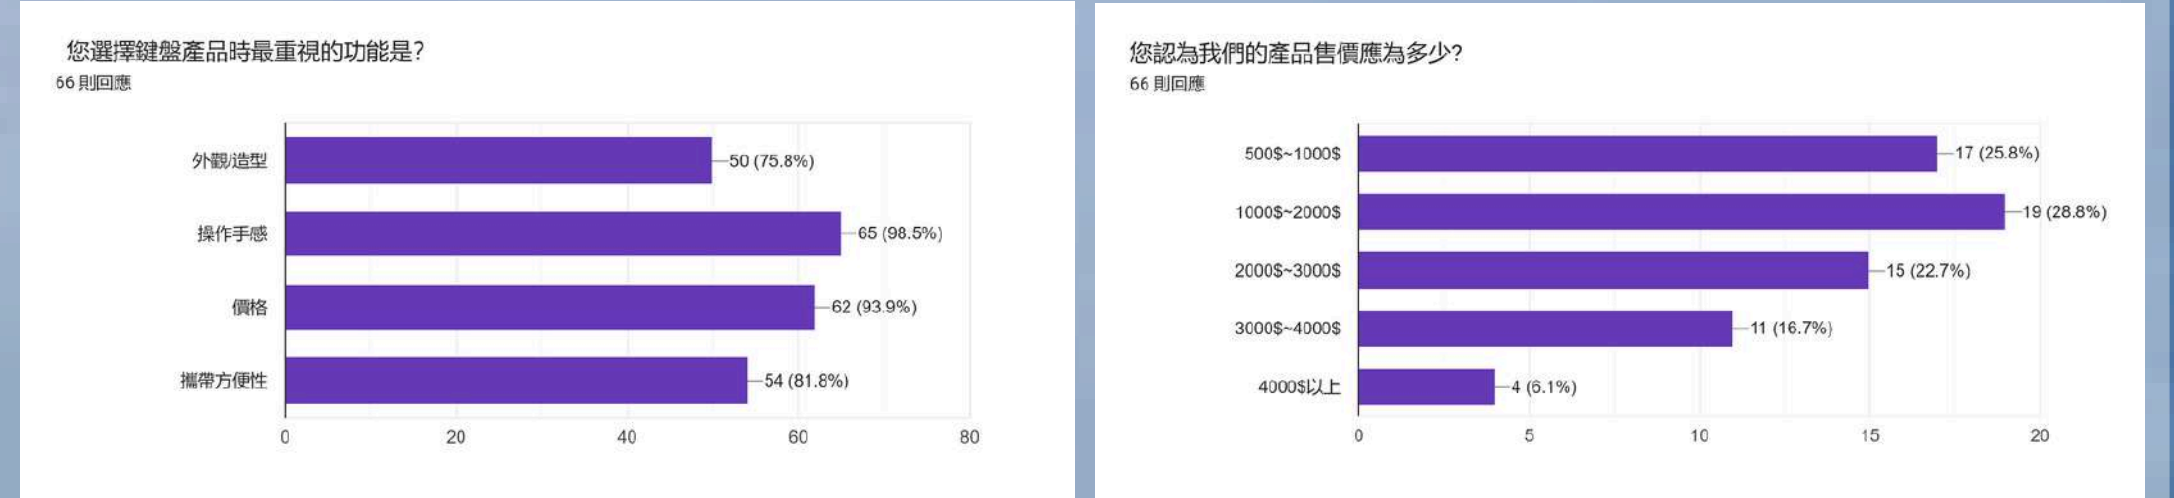 您選擇鍵盤產品時最重視的功能是?
66 則回應
外觀/造型
50 (75.8%)
操作手感
65 (98.5%)
價格
62 (93.9%)
攜帶方便性
54 (81.8%)
0 20 40 60 80
您認為我們的產品售價應為多少?
66 則回應
500$~1000$
17 (25.8%)
1000$~2000$
19 (28.8%)
2000$~3000$
15 (22.7%)
3000$~4000$
11 (16.7%)
4000$以上
4 (6.1%)
0 5 10 15 20